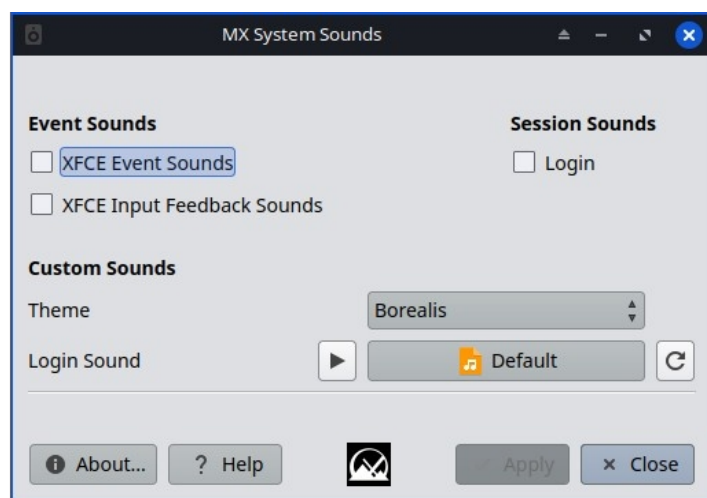 MX System Sounds
Event Sounds
Session Sounds
XFCE Event Sounds
Login
XFCE Input Feedback Sounds
Custom Sounds
Theme
Borealis
Login Sound
Default
About...
? Help
Apply
Close